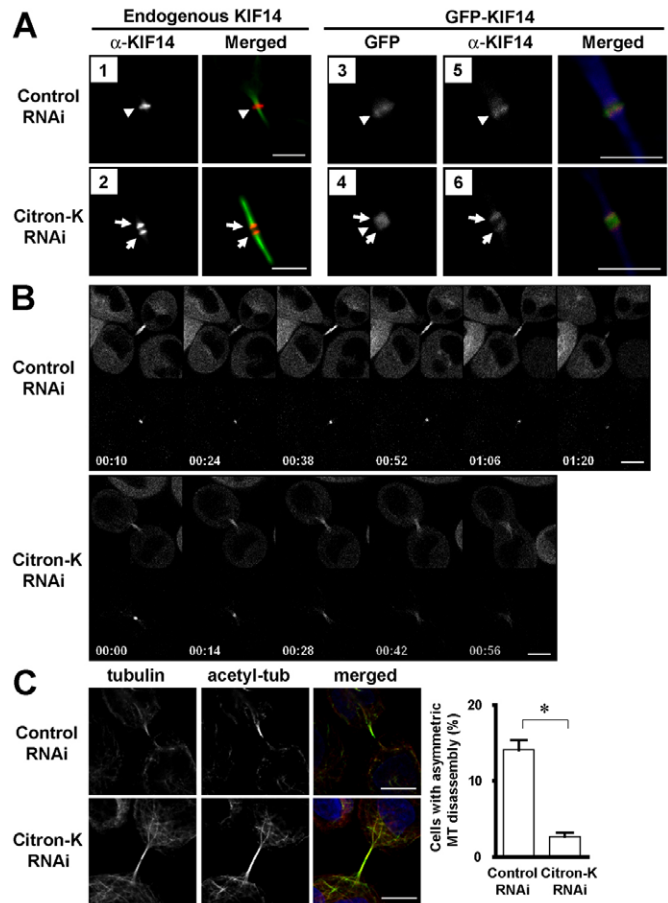 A
Endogenous KIF14
GFP-KIF14
α-KIF14
Merged
GFP
α-KIF14
Merged
Control
RNAi
1
3
5
Citron-K
RNAi
2
4
6
B
Control
RNAi
00:10
00:24
00:38
00:52
01:06
01:20
Citron-K
RNAi
00:00
00:14
00:28
00:42
00:56
C
tubulin
acetyl-tub
merged
Control
RNAi
Citron-K
RNAi
Cells with asymmetric
MT disassembly (%)
20
10
0
*
Control
RNAi
Citron-K
RNAi